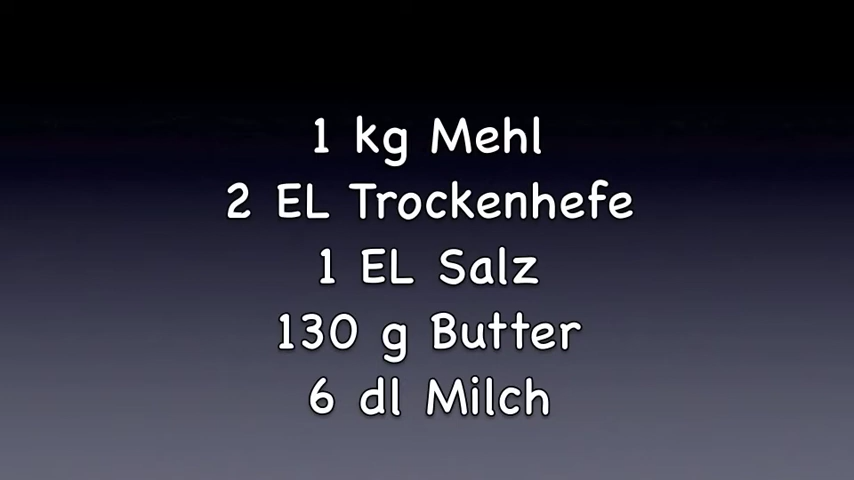 1 kg Mehl
2 EL Trockenhefe
1 EL Salz
130 g Butter
6 dl Milch